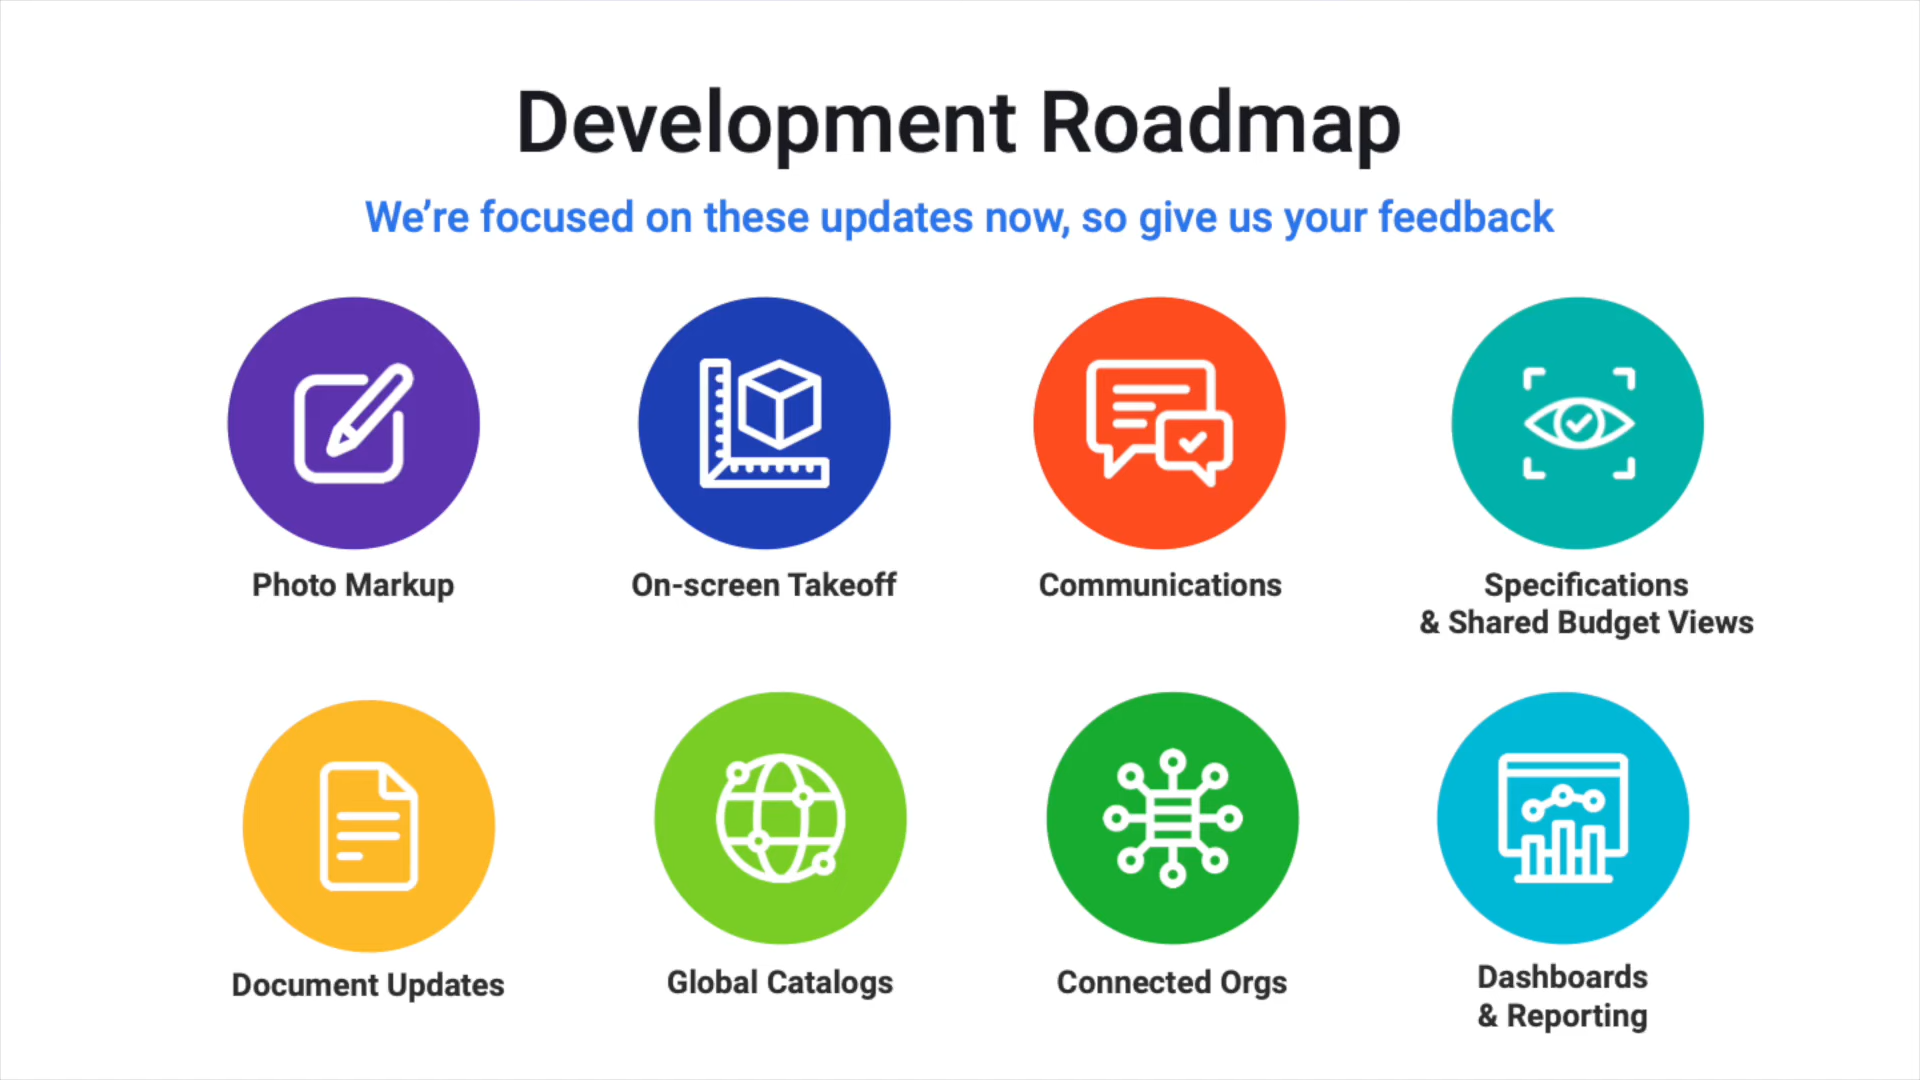 Development Roadmap
We’re focused on these updates now, so give us your feedback
Photo Markup
On-screen Takeoff
Communications
Specifications
& Shared Budget Views
Document Updates
Global Catalogs
Connected Orgs
Dashboards
& Reporting